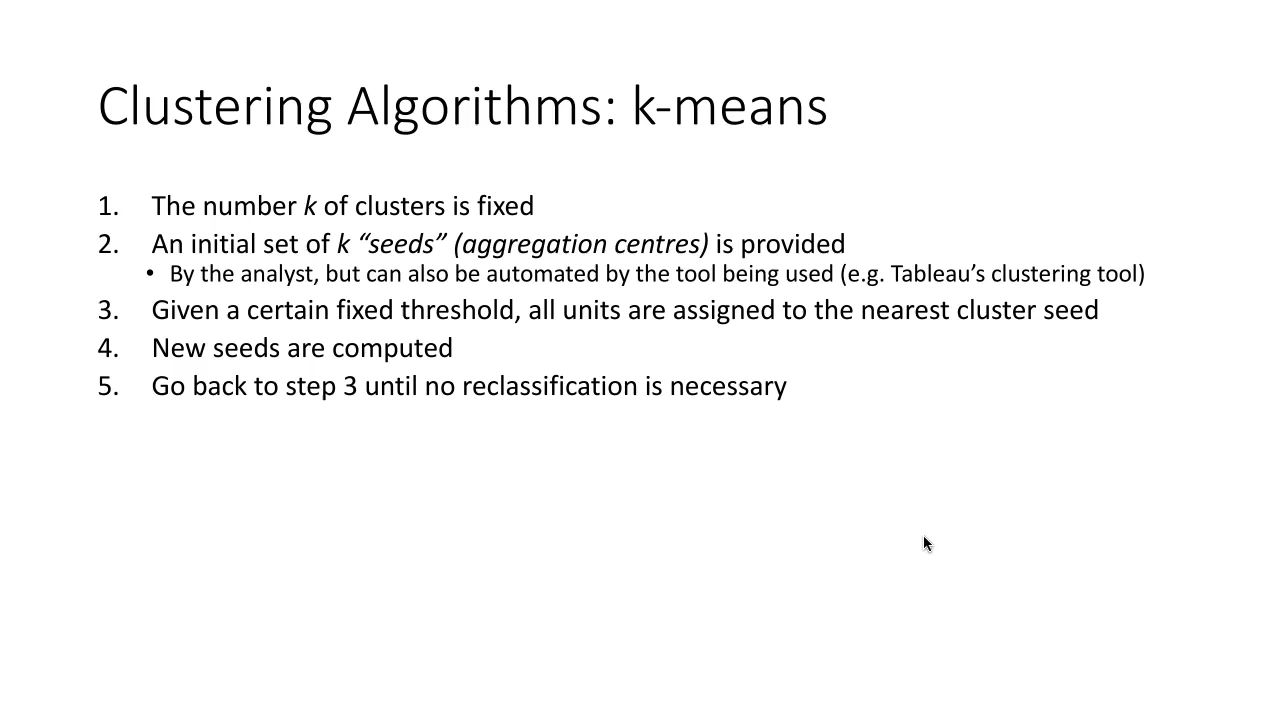 Clustering Algorithms: k-means
1. The number k of clusters is fixed
2. An initial set of k “seeds” (aggregation centres) is provided
• By the analyst, but can also be automated by the tool being used (e.g. Tableau’s clustering tool)
3. Given a certain fixed threshold, all units are assigned to the nearest cluster seed
4. New seeds are computed
5. Go back to step 3 until no reclassification is necessary